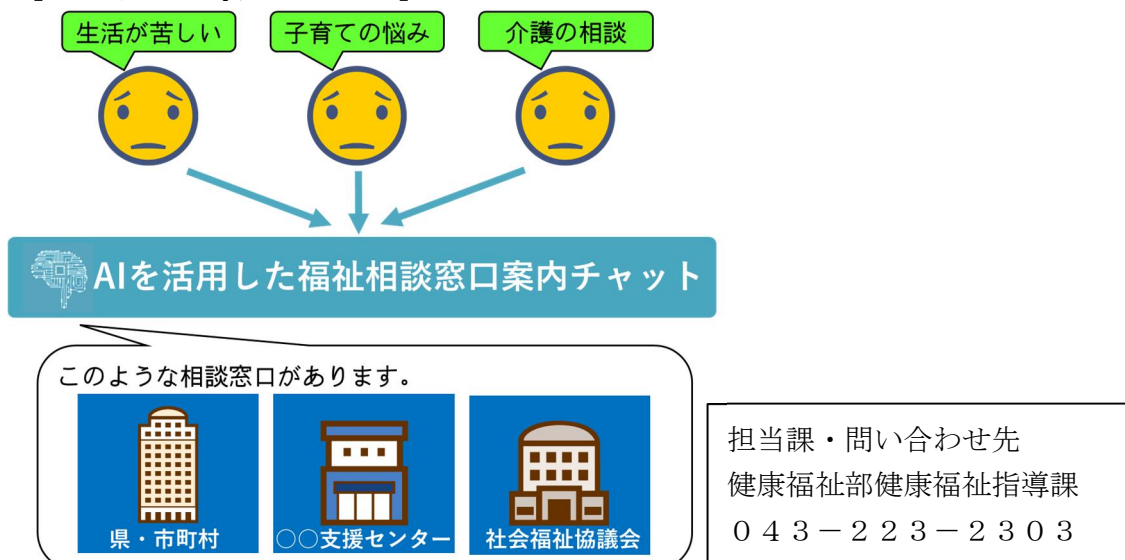 生活が苦しい
子育ての悩み
介護の相談
AIを活用した福祉相談窓口案内チャット
このような相談窓口があります。
県・市町村
○○支援センター
社会福祉協議会
担当課・問い合わせ先
健康福祉部健康福祉指導課
０４３－２２３－２３０３